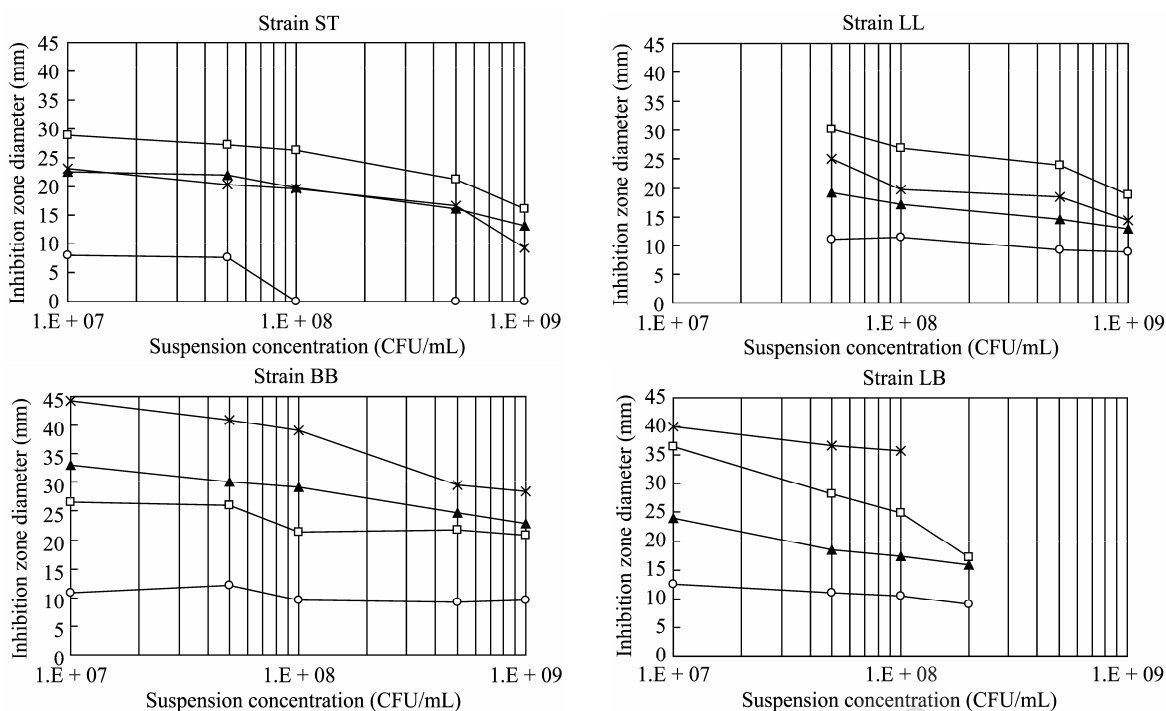 Strain ST
Inhibition zone diameter (mm)
45
40
35
30
25
20
15
10
5
0
1.E + 07
1.E + 08
1.E + 09
Suspension concentration (CFU/mL)
Strain LL
Inhibition zone diameter (mm)
45
40
35
30
25
20
15
10
5
0
1.E + 07
1.E + 08
1.E + 09
Suspension concentration (CFU/mL)
Strain BB
Inhibition zone diameter (mm)
45
40
35
30
25
20
15
10
5
0
1.E + 07
1.E + 08
1.E + 09
Suspension concentration (CFU/mL)
Strain LB
Inhibition zone diameter (mm)
45
40
35
30
25
20
15
10
5
0
1.E + 07
1.E + 08
1.E + 09
Suspension concentration (CFU/mL)